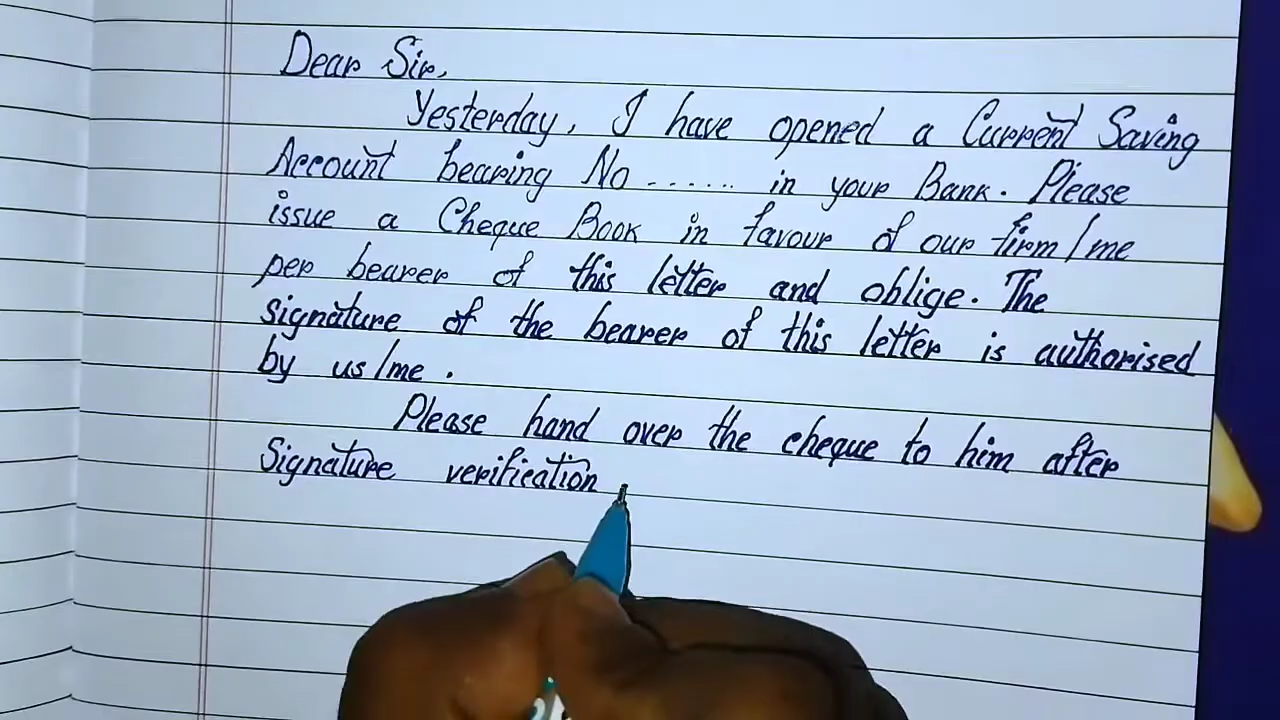 Dear Sir,
Yesterday, I have opened a Current Saving
Account bearing No ...... in your Bank. Please
issue a Cheque Book in favour of our firm/me
per bearer of this letter and oblige. The
signature of the bearer of this letter is authorised
by us/me.
Please hand over the cheque to him after
Signature verification